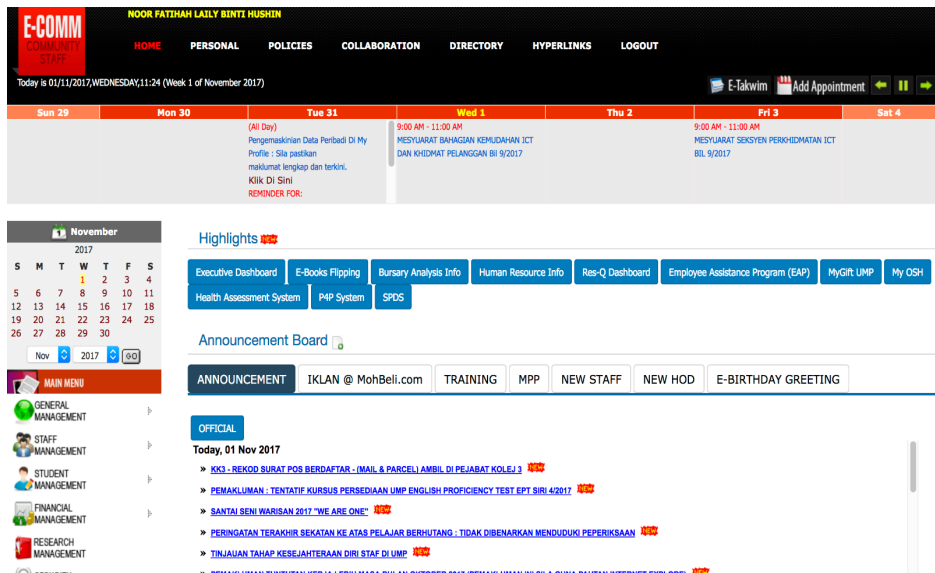 NOOR FATIHAH LAILY BINTI HUSHIN
E-COMM
COMMUNITY
STAFF
HOME PERSONAL POLICIES COLLABORATION DIRECTORY HYPERLINKS LOGOUT
Today is 01/11/2017,WEDNESDAY,11:24 (Week 1 of November 2017)
E-Takwim Add Appointment
Sun 29 Mon 30 Tue 31 Wed 1 Thu 2 Fri 3 Sat 4
(All Day)
Pengemaskinian Data Peribadi Di My
Profile : Sila pastikan
maklumat lengkap dan terkini.
Klik Di Sini
REMINDER FOR:
9:00 AM - 11:00 AM
MESYUARAT BAHAGIAN KEMUDAHAN ICT
DAN KHIDMAT PELANGGAN Bil 9/2017
9:00 AM - 11:00 AM
MESYUARAT SEKSYEN PERKHIDMATAN ICT
BIL 9/2017
1 November
2017
S M T W T F S
1 2 3 4
5 6 7 8 9 10 11
12 13 14 15 16 17 18
19 20 21 22 23 24 25
26 27 28 29 30
Nov 2017 GO
MAIN MENU
GENERAL
MANAGEMENT
STAFF
MANAGEMENT
STUDENT
MANAGEMENT
FINANCIAL
MANAGEMENT
RESEARCH
MANAGEMENT
Highlights NEW
Executive Dashboard E-Books Flipping Bursary Analysis Info Human Resource Info Res-Q Dashboard Employee Assistance Program (EAP) MyGift UMP My OSH
Health Assessment System P4P System SPDS
Announcement Board
ANNOUNCEMENT IKLAN @ MohBeli.com TRAINING MPP NEW STAFF NEW HOD E-BIRTHDAY GREETING
OFFICIAL
Today, 01 Nov 2017
» KK3 - REKOD SURAT POS BERDAFTAR - (MAIL & PARCEL) AMBIL DI PEJABAT KOLEJ 3 NEW
» PEMAKLUMAN : TENTATIF KURSUS PERSEDIAAN UMP ENGLISH PROFICIENCY TEST EPT SIRI 4/2017 NEW
» SANTAI SENI WARISAN 2017 "WE ARE ONE" NEW
» PERINGATAN TERAKHIR SEKATAN KE ATAS PELAJAR BERHUTANG : TIDAK DIBENARKAN MENDUDUKI PEPERIKSAAN NEW
» TINJAUAN TAHAP KESEJAHTERAAN DIRI STAF DI UMP NEW